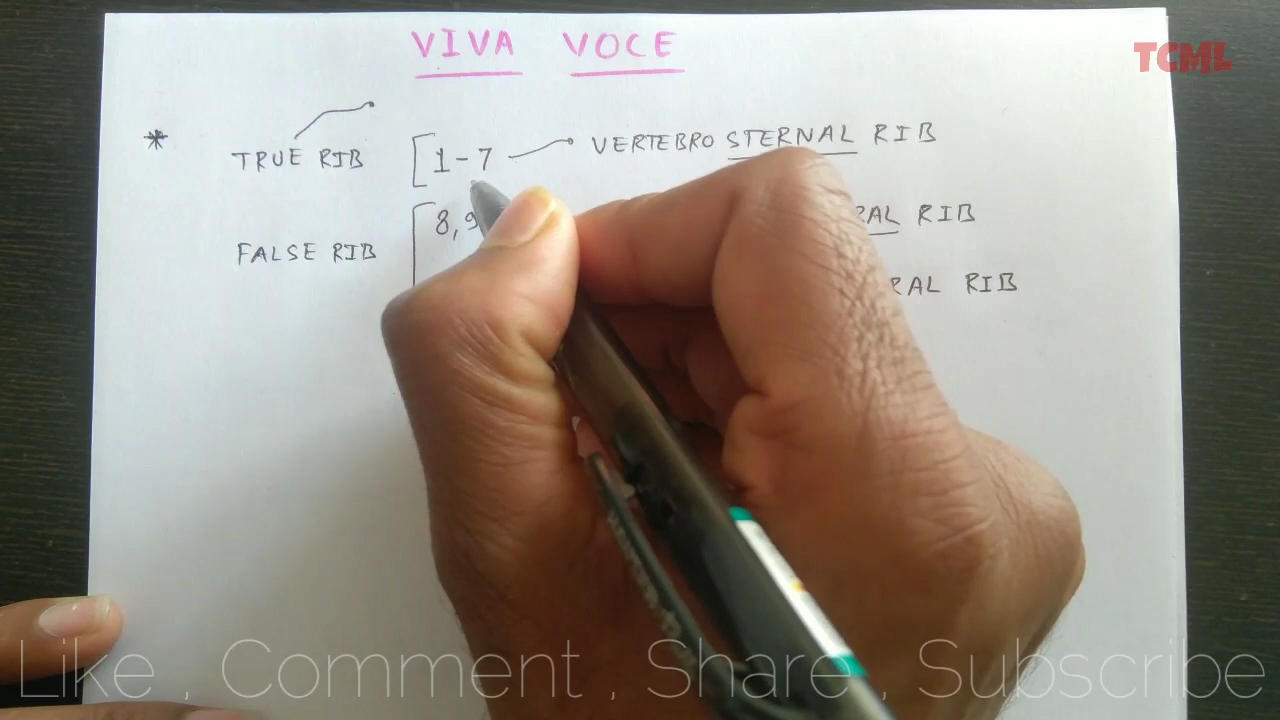 VIVA VOCE
TCML
* TRUE RIB [1-7 VERTEBRO STERNAL RIB
8,9 RAL RIB
FALSE RIB
RAL RIB
Like , Comment , Share , Subscribe